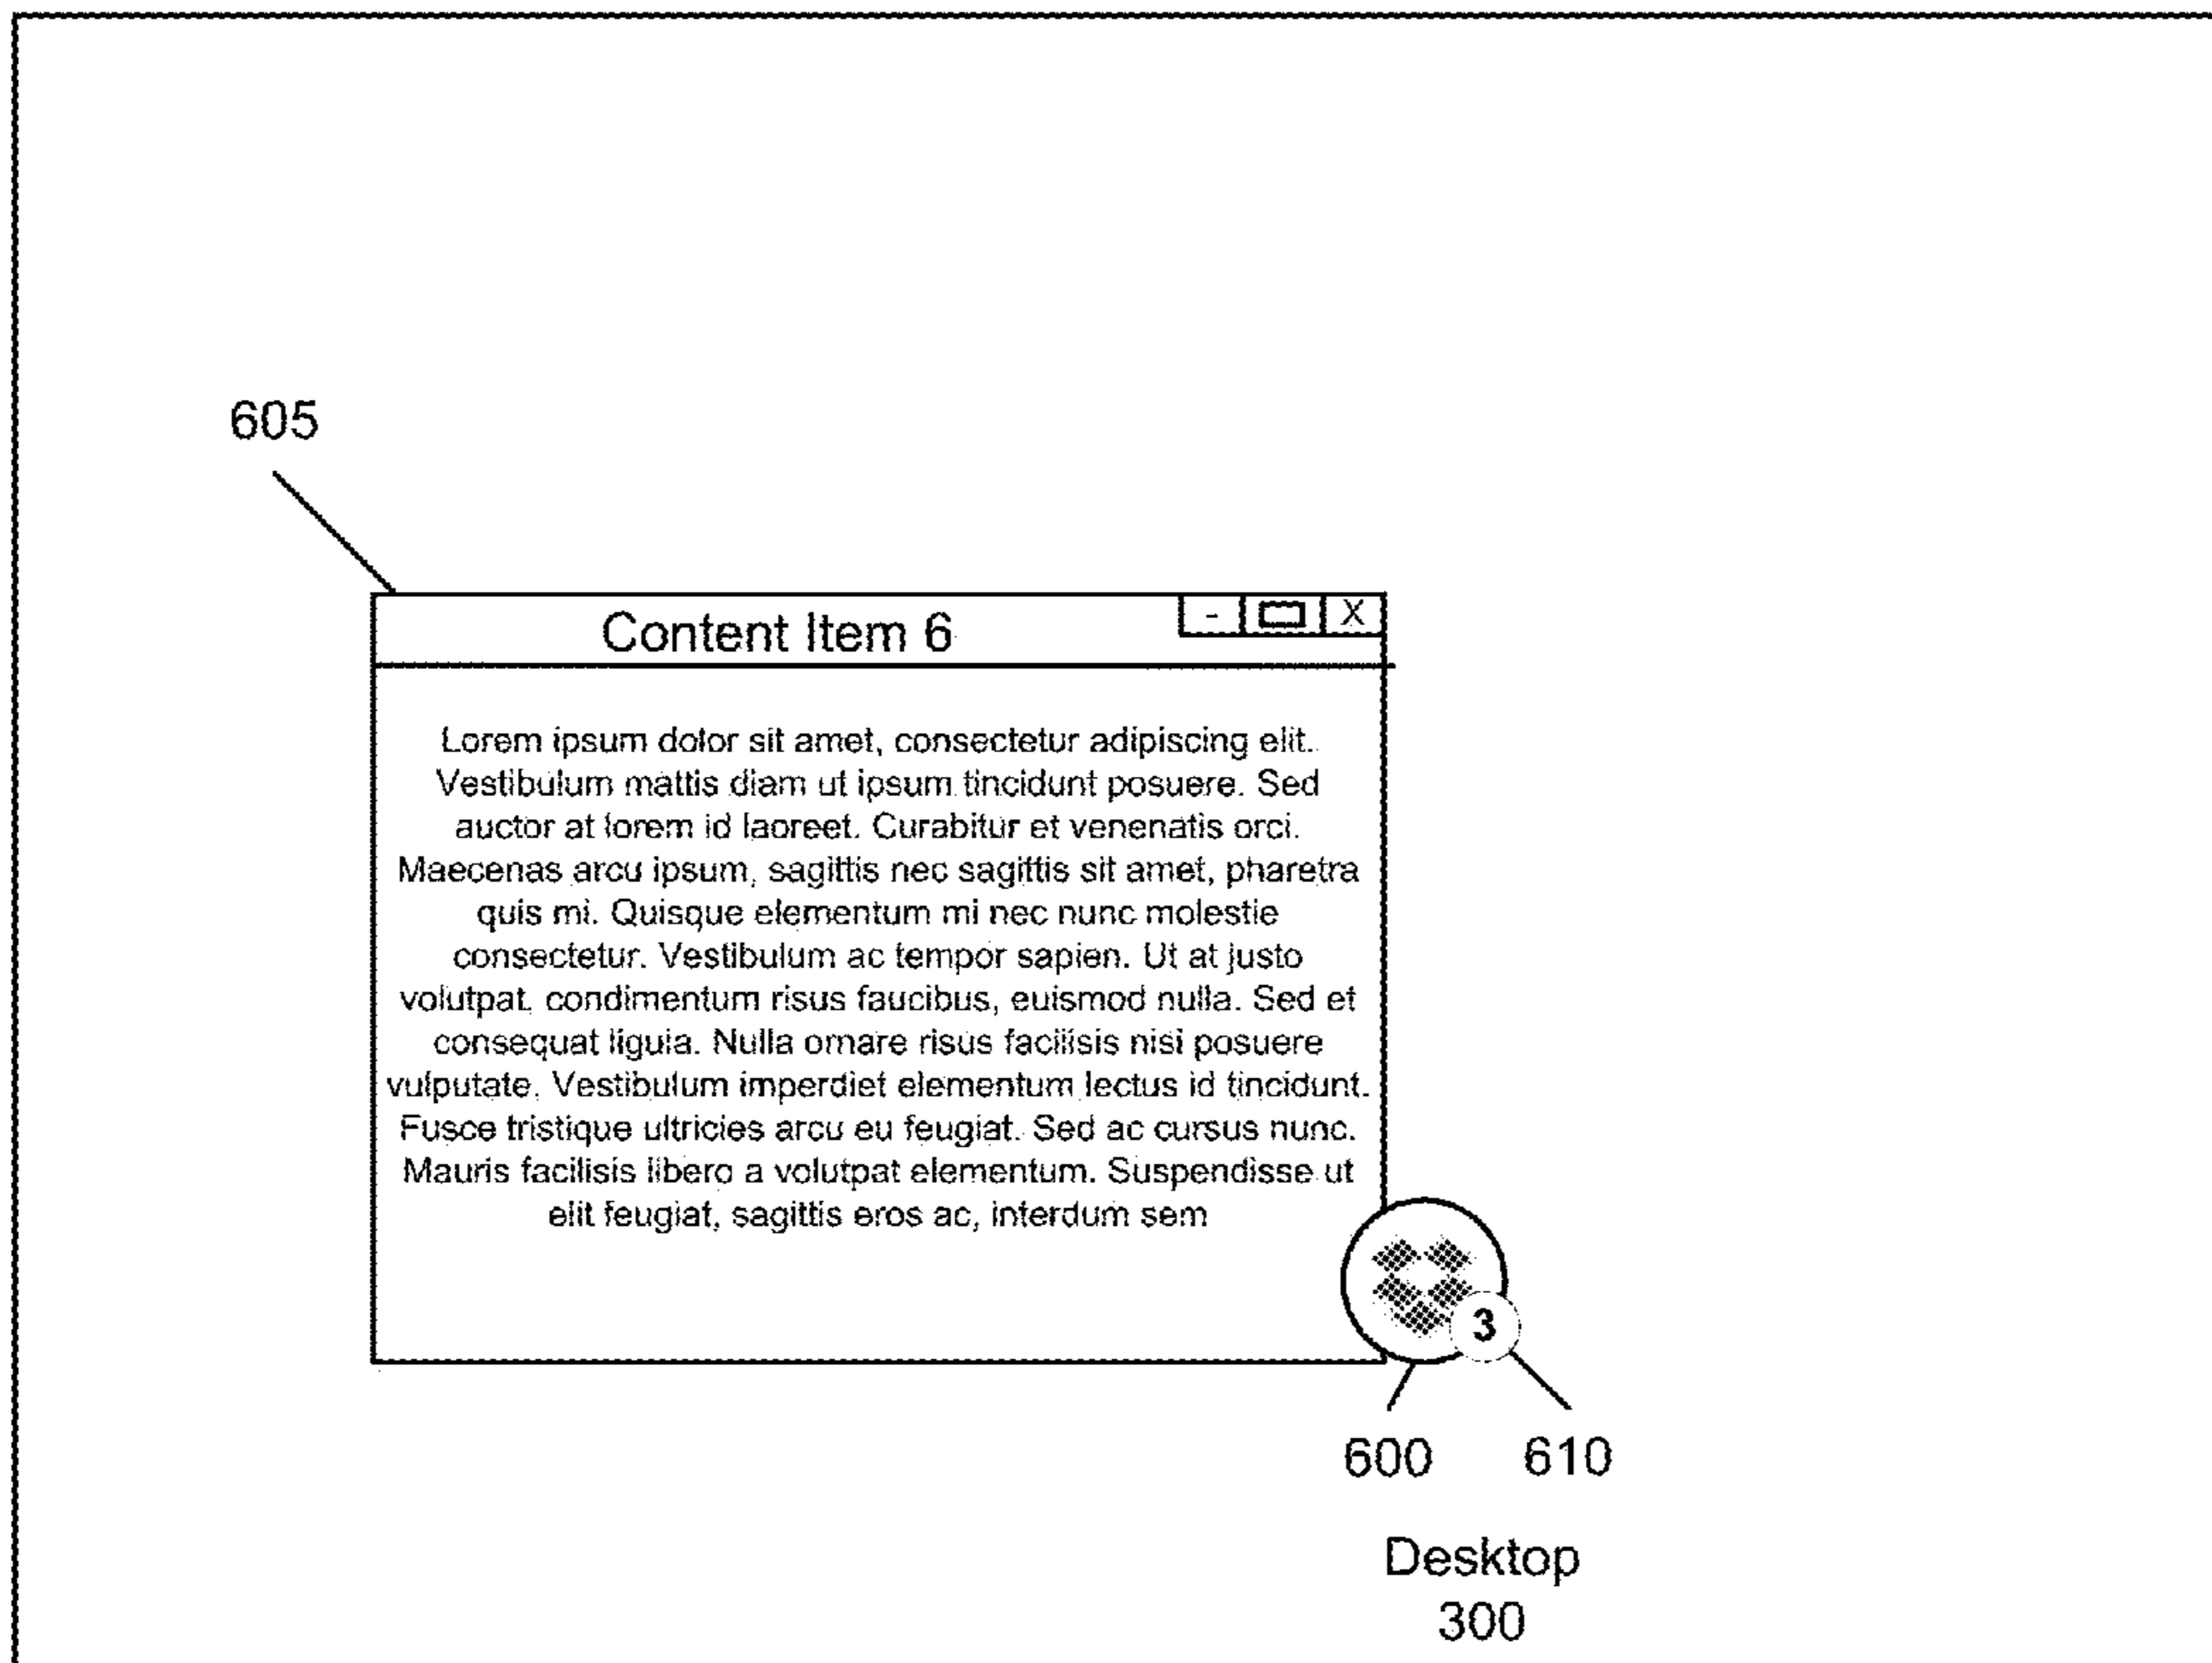 605
Content Item 6
- X
Lorem ipsum dolor sit amet, consectetur adipiscing elit.
Vestibulum mattis diam ut ipsum tincidunt posuere. Sed
auctor at lorem id laoreet. Curabitur et venenatis orci.
Maecenas arcu ipsum, sagittis nec sagittis sit amet, pharetra
quis mi. Quisque elementum mi nec nunc molestie
consectetur. Vestibulum ac tempor sapien. Ut at justo
volutpat, condimentum risus faucibus, euismod nulla. Sed et
consequat ligula. Nulla ornare risus facilisis nisi posuere
vulputate. Vestibulum imperdiet elementum lectus id tincidunt.
Fusce tristique ultricies arcu eu feugiat. Sed ac cursus nunc.
Mauris facilisis libero a volutpat elementum. Suspendisse ut
elit feugiat, sagittis eros ac, interdum sem
3
600 610
Desktop
300